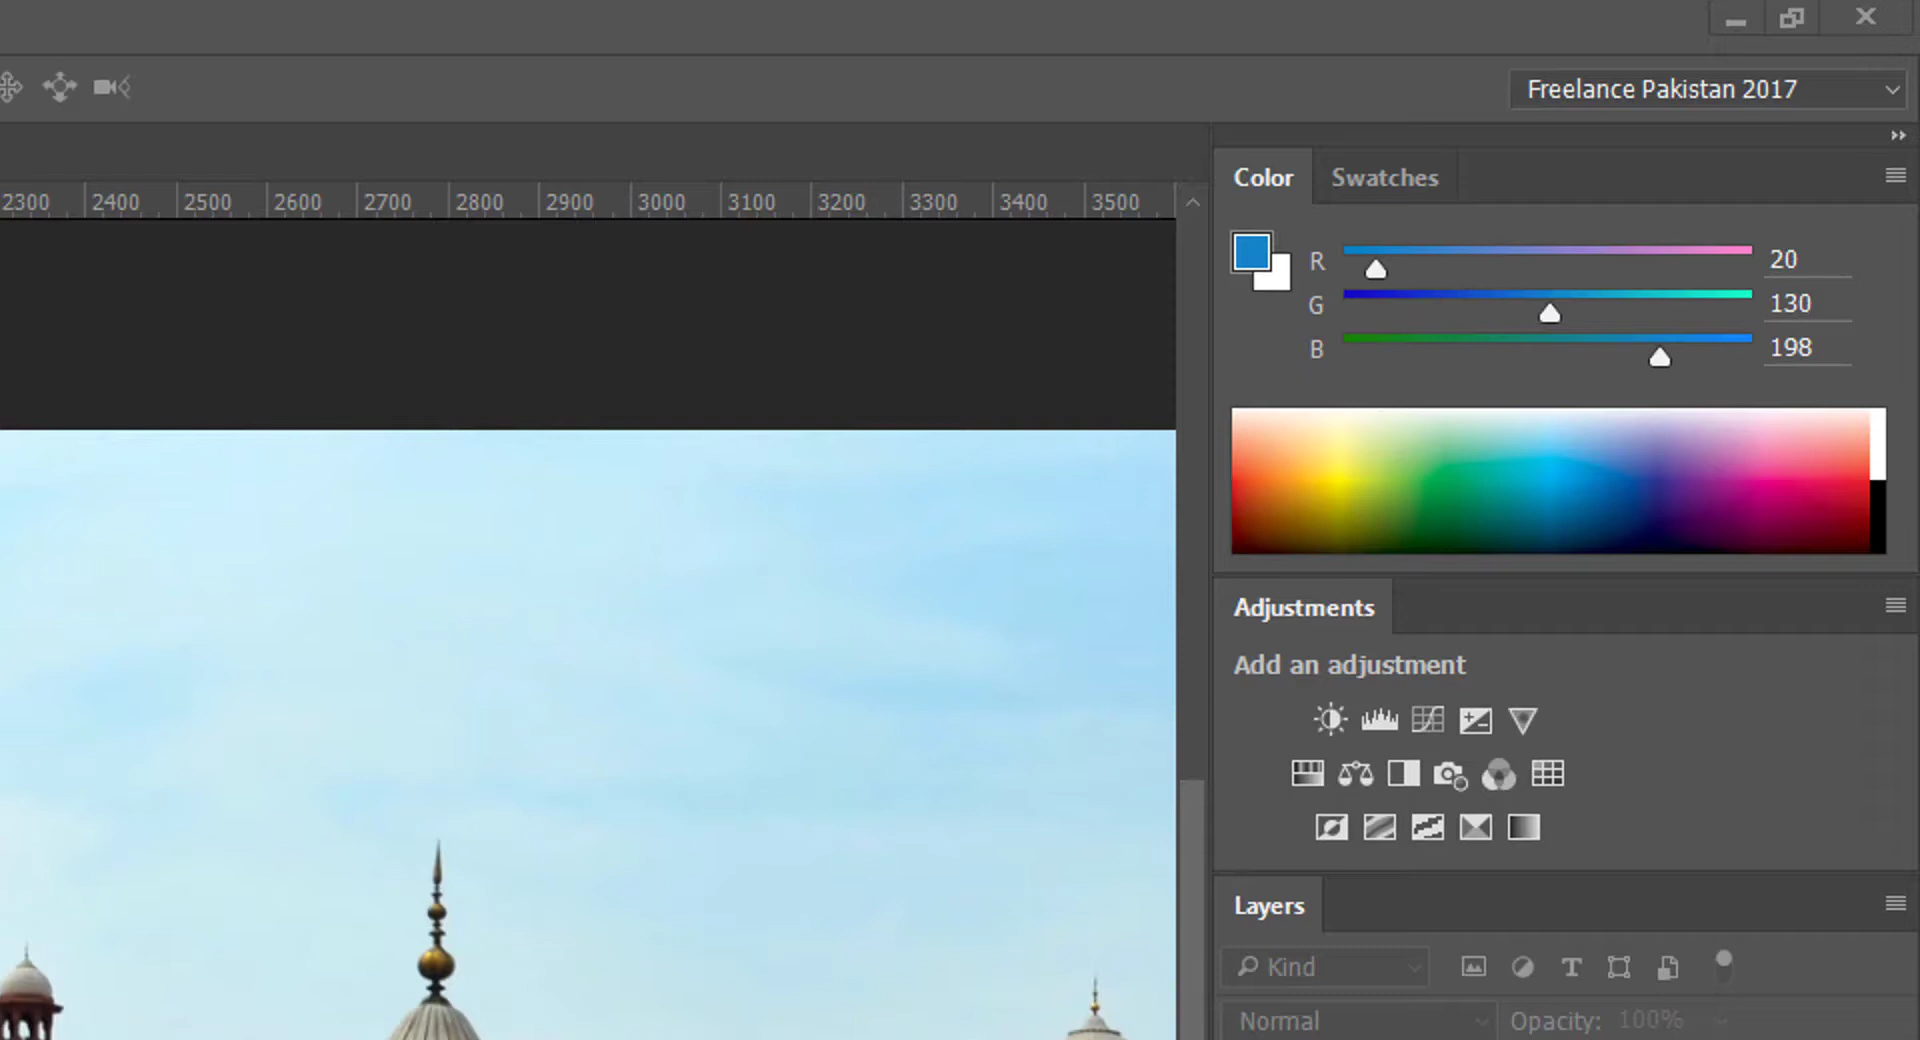 Freelance Pakistan 2017
Color Swatches
2300 2400 2500 2600 2700 2800 2900 3000 3100 3200 3300 3400 3500
R 20
G 130
B 198
Adjustments
Add an adjustment
Layers
Kind
Normal Opacity: 100%